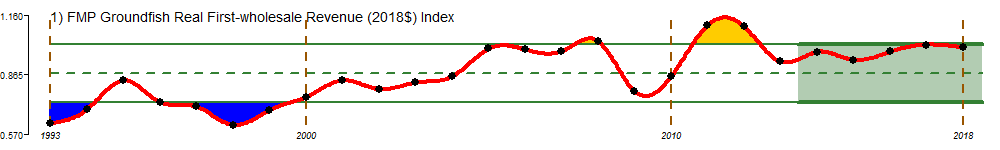 1) FMP Groundfish Real First-wholesale Revenue (2018$) Index
1.160
0.865
0.570
1993 2000 2010 2018